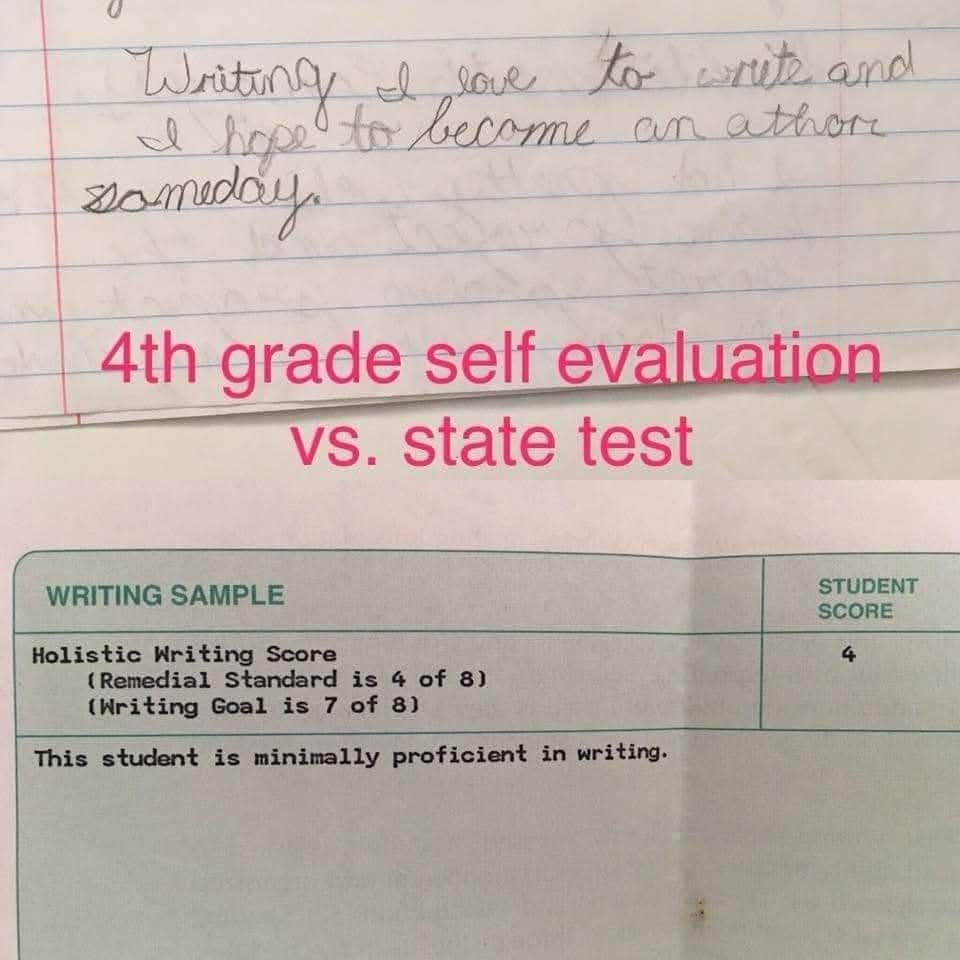 Writing I love to write and
I hope to become an athor
someday.
4th grade self evaluation
vs. state test
WRITING SAMPLE
STUDENT
SCORE
Holistic Writing Score
4
(Remedial Standard is 4 of 8)
(Writing Goal is 7 of 8)
This student is minimally proficient in writing.